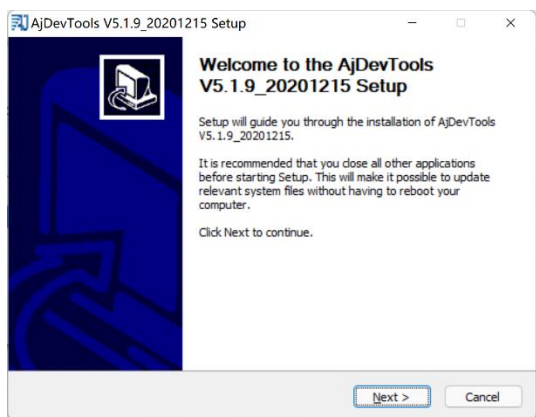 AjDevTools V5.1.9_20201215 Setup
Welcome to the AjDevTools
V5.1.9_20201215 Setup
Setup will guide you through the installation of AjDevTools
V5.1.9_20201215.
It is recommended that you close all other applications
before starting Setup. This will make it possible to update
relevant system files without having to reboot your
computer.
Click Next to continue.
Next >
Cancel